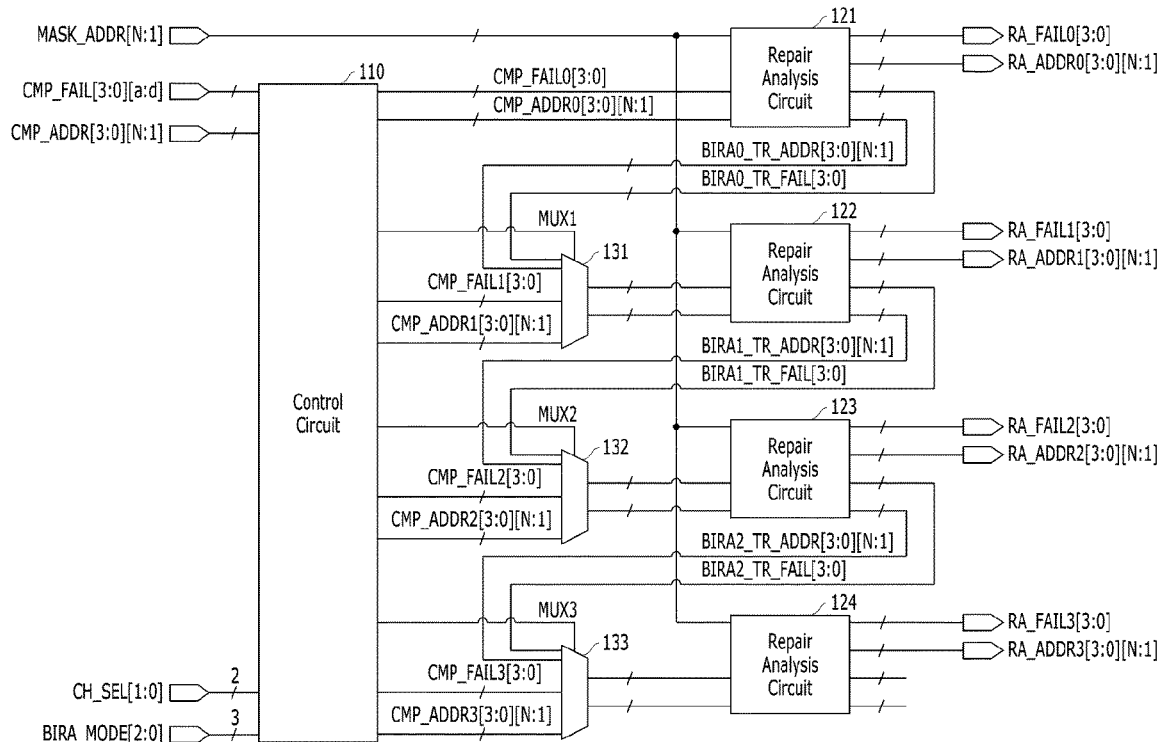 121
MASK_ADDR[N:1]
Repair
Analysis
Circuit
RA_FAIL0[3:0]
RA_ADDR0[3:0][N:1]
110
CMP_FAIL[3:0][a:d]
CMP_FAIL0[3:0]
CMP_ADDR[3:0][N:1]
CMP_ADDR0[3:0][N:1]
BIRA0_TR_ADDR[3:0][N:1]
BIRA0_TR_FAIL[3:0]
122
MUX1
131
Repair
Analysis
Circuit
RA_FAIL1[3:0]
RA_ADDR1[3:0][N:1]
CMP_FAIL1[3:0]
CMP_ADDR1[3:0][N:1]
BIRA1_TR_ADDR[3:0][N:1]
BIRA1_TR_FAIL[3:0]
Control
Circuit
123
MUX2
132
Repair
Analysis
Circuit
RA_FAIL2[3:0]
RA_ADDR2[3:0][N:1]
CMP_FAIL2[3:0]
CMP_ADDR2[3:0][N:1]
BIRA2_TR_ADDR[3:0][N:1]
BIRA2_TR_FAIL[3:0]
124
MUX3
133
Repair
Analysis
Circuit
RA_FAIL3[3:0]
RA_ADDR3[3:0][N:1]
CMP_FAIL3[3:0]
CMP_ADDR3[3:0][N:1]
CH_SEL[1:0]
2
BIRA_MODE[2:0]
3